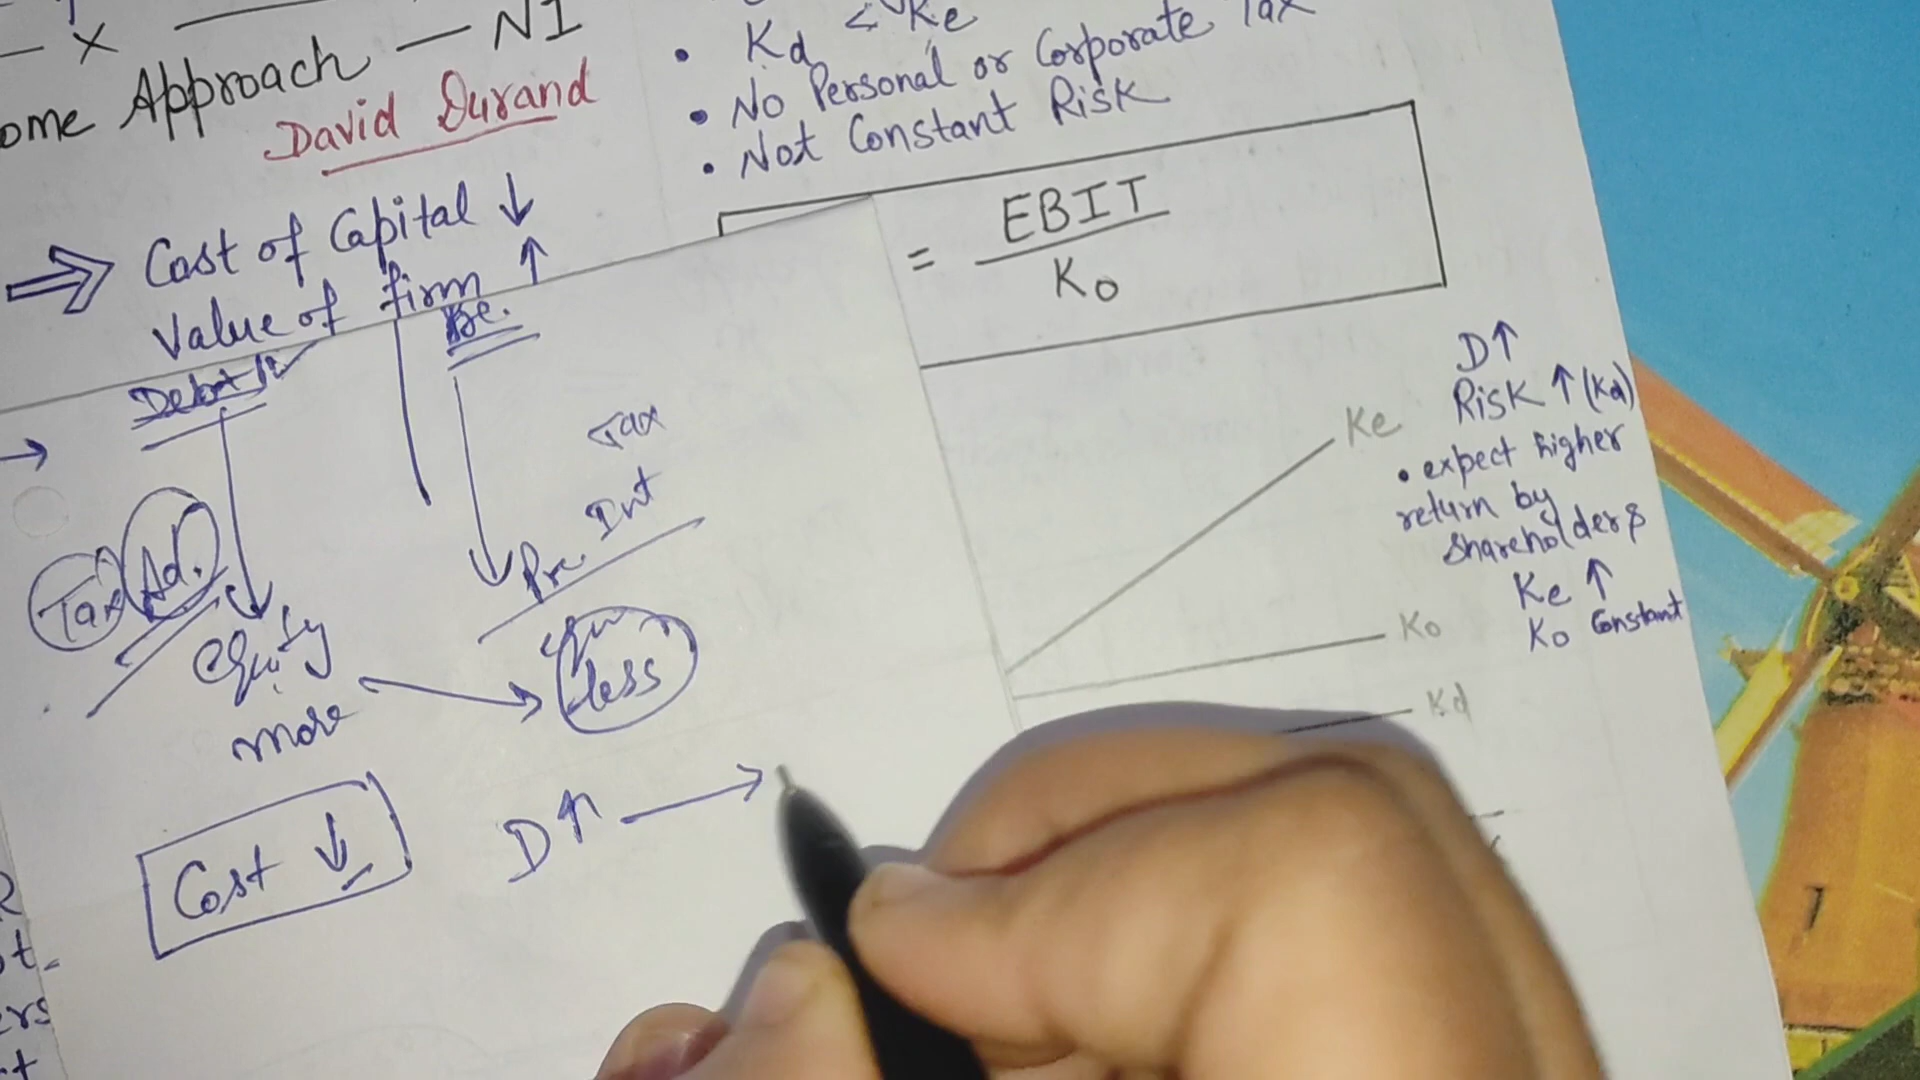 — x
ome Approach — NI
David Durand
⇒ Cost of Capital ↓
Value of firm ↑
→ Debt
Tax Ad.
equity
more
Cost ↓
Tax
Int
Pre.
less
D↑ →
• Kd < Ke
• No Personal or Corporate Tax
• Not Constant Risk
= EBIT
Ko
Ke
Ko
Kd
D↑
Risk ↑ (Kd)
• expect higher
return by
shareholders
Ke ↑
Ko Constant